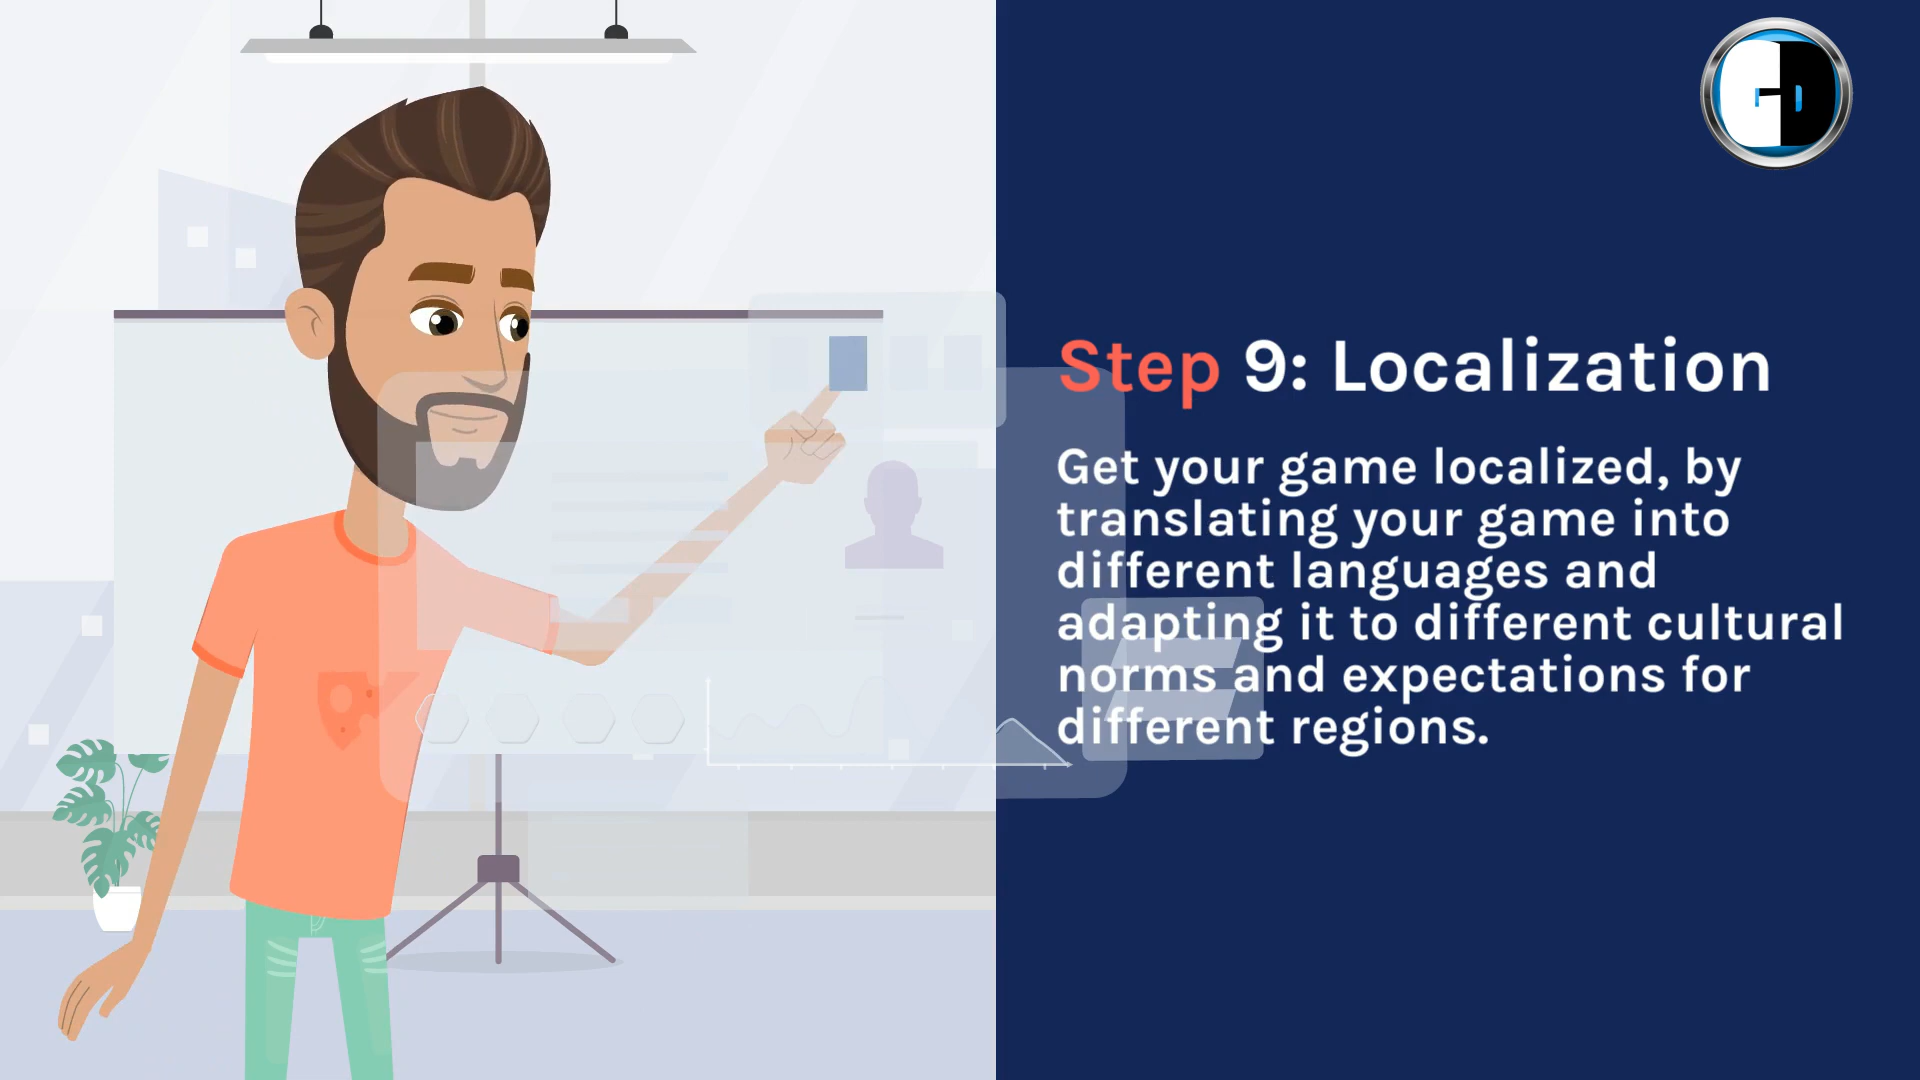 GD
Step 9: Localization
Get your game localized, by
translating your game into
different languages and
adapting it to different cultural
norms and expectations for
different regions.